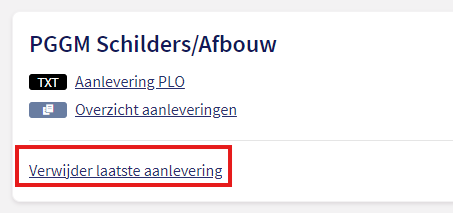 PGGM Schilders/Afbouw
TXT Aanlevering PLO
Overzicht aanleveringen
Verwijder laatste aanlevering